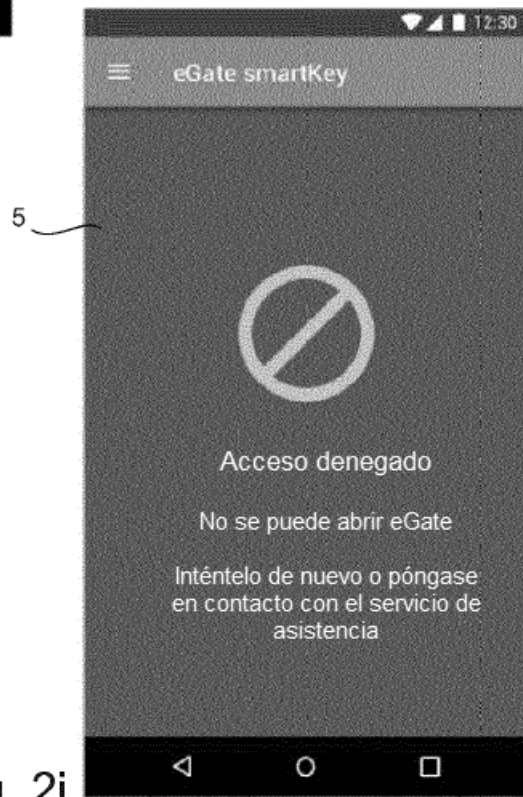 12:30
eGate smartKey
5
Acceso denegado
No se puede abrir eGate
Inténtelo de nuevo o póngase
en contacto con el servicio de
asistencia
2i